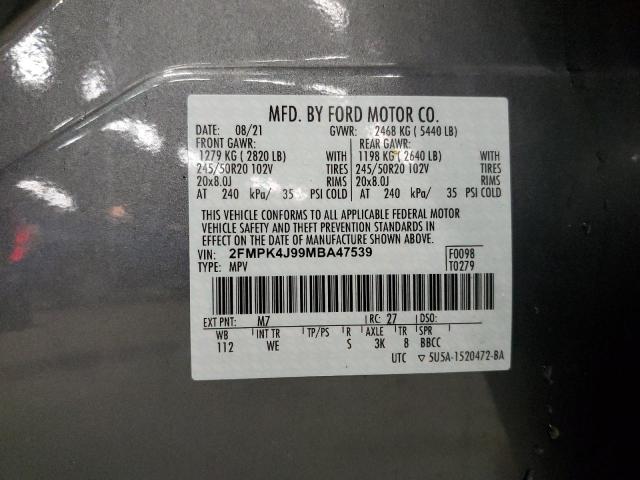 MFD. BY FORD MOTOR CO.
DATE: 08/21 GVWR: 2468 KG ( 5440 LB)
FRONT GAWR: REAR GAWR:
1279 KG ( 2820 LB) WITH 1198 KG ( 2640 LB) WITH
245/50R20 102V TIRES 245/50R20 102V TIRES
20x8.0J RIMS 20x8.0J RIMS
AT 240 kPa/ 35 PSI COLD AT 240 kPa/ 35 PSI COLD
THIS VEHICLE CONFORMS TO ALL APPLICABLE FEDERAL MOTOR
VEHICLE SAFETY AND THEFT PREVENTION STANDARDS IN
EFFECT ON THE DATE OF MANUFACTURE SHOWN ABOVE.
VIN: 2FMPK4J99MBA47539 F0098
TYPE: MPV T0279
EXT PNT: M7 RC: 27 DSO:
WB INT TR TP/PS R AXLE TR SPR
112 WE S 3K 8 BBCC
UTC ▽ 5U5A-1520472-BA